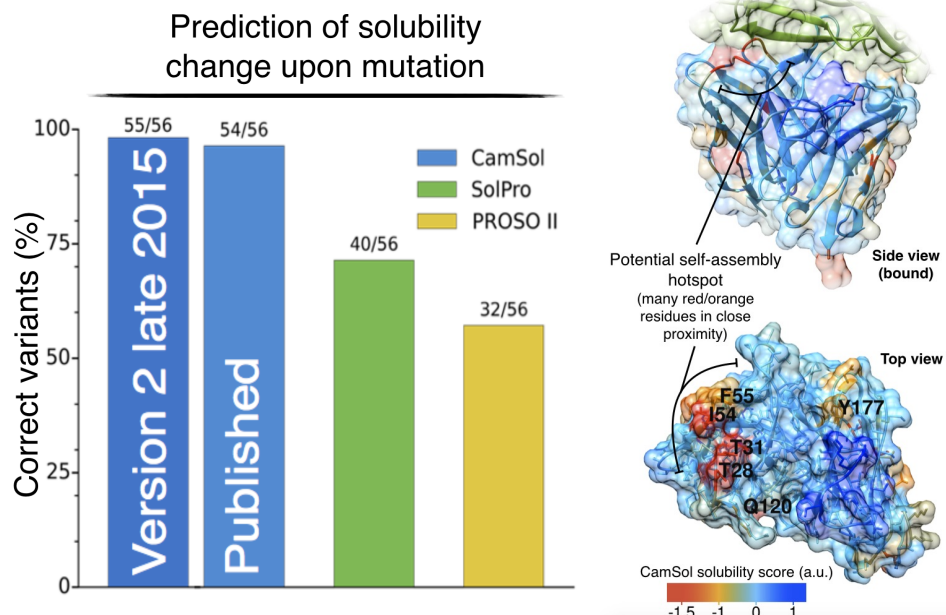 Prediction of solubility
change upon mutation
Correct variants (%)
100
75
50
25
0
55/56
54/56
40/56
32/56
Version 2 late 2015
Published
CamSol
SolPro
PROSO II
Side view
(bound)
Potential self-assembly
hotspot
(many red/orange
residues in close
proximity)
Top view
F55
I54
Y177
T31
T28
Q120
CamSol solubility score (a.u.)
-1.5 -1 0 1